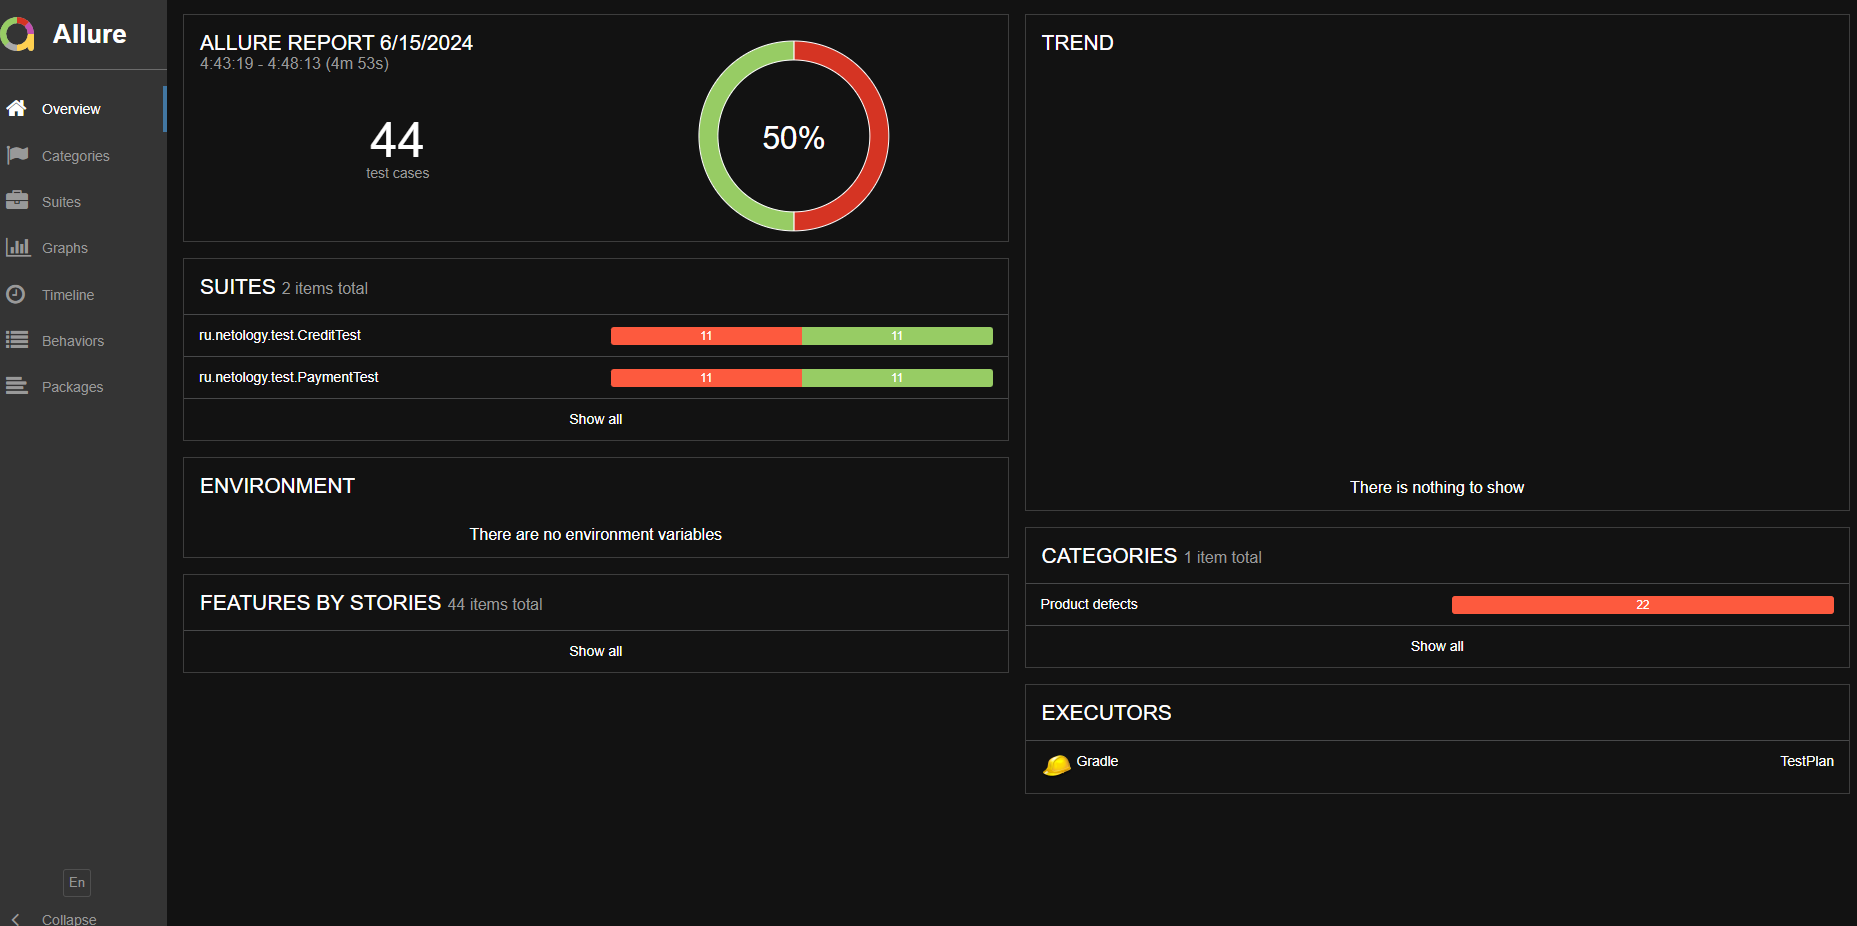 Allure
Overview
Categories
Suites
Graphs
Timeline
Behaviors
Packages
En
Collapse
ALLURE REPORT 6/15/2024
4:43:19 - 4:48:13 (4m 53s)
44
test cases
50%
SUITES 2 items total
ru.netology.test.CreditTest 11 11
ru.netology.test.PaymentTest 11 11
Show all
ENVIRONMENT
There are no environment variables
FEATURES BY STORIES 44 items total
Show all
TREND
There is nothing to show
CATEGORIES 1 item total
Product defects 22
Show all
EXECUTORS
Gradle TestPlan